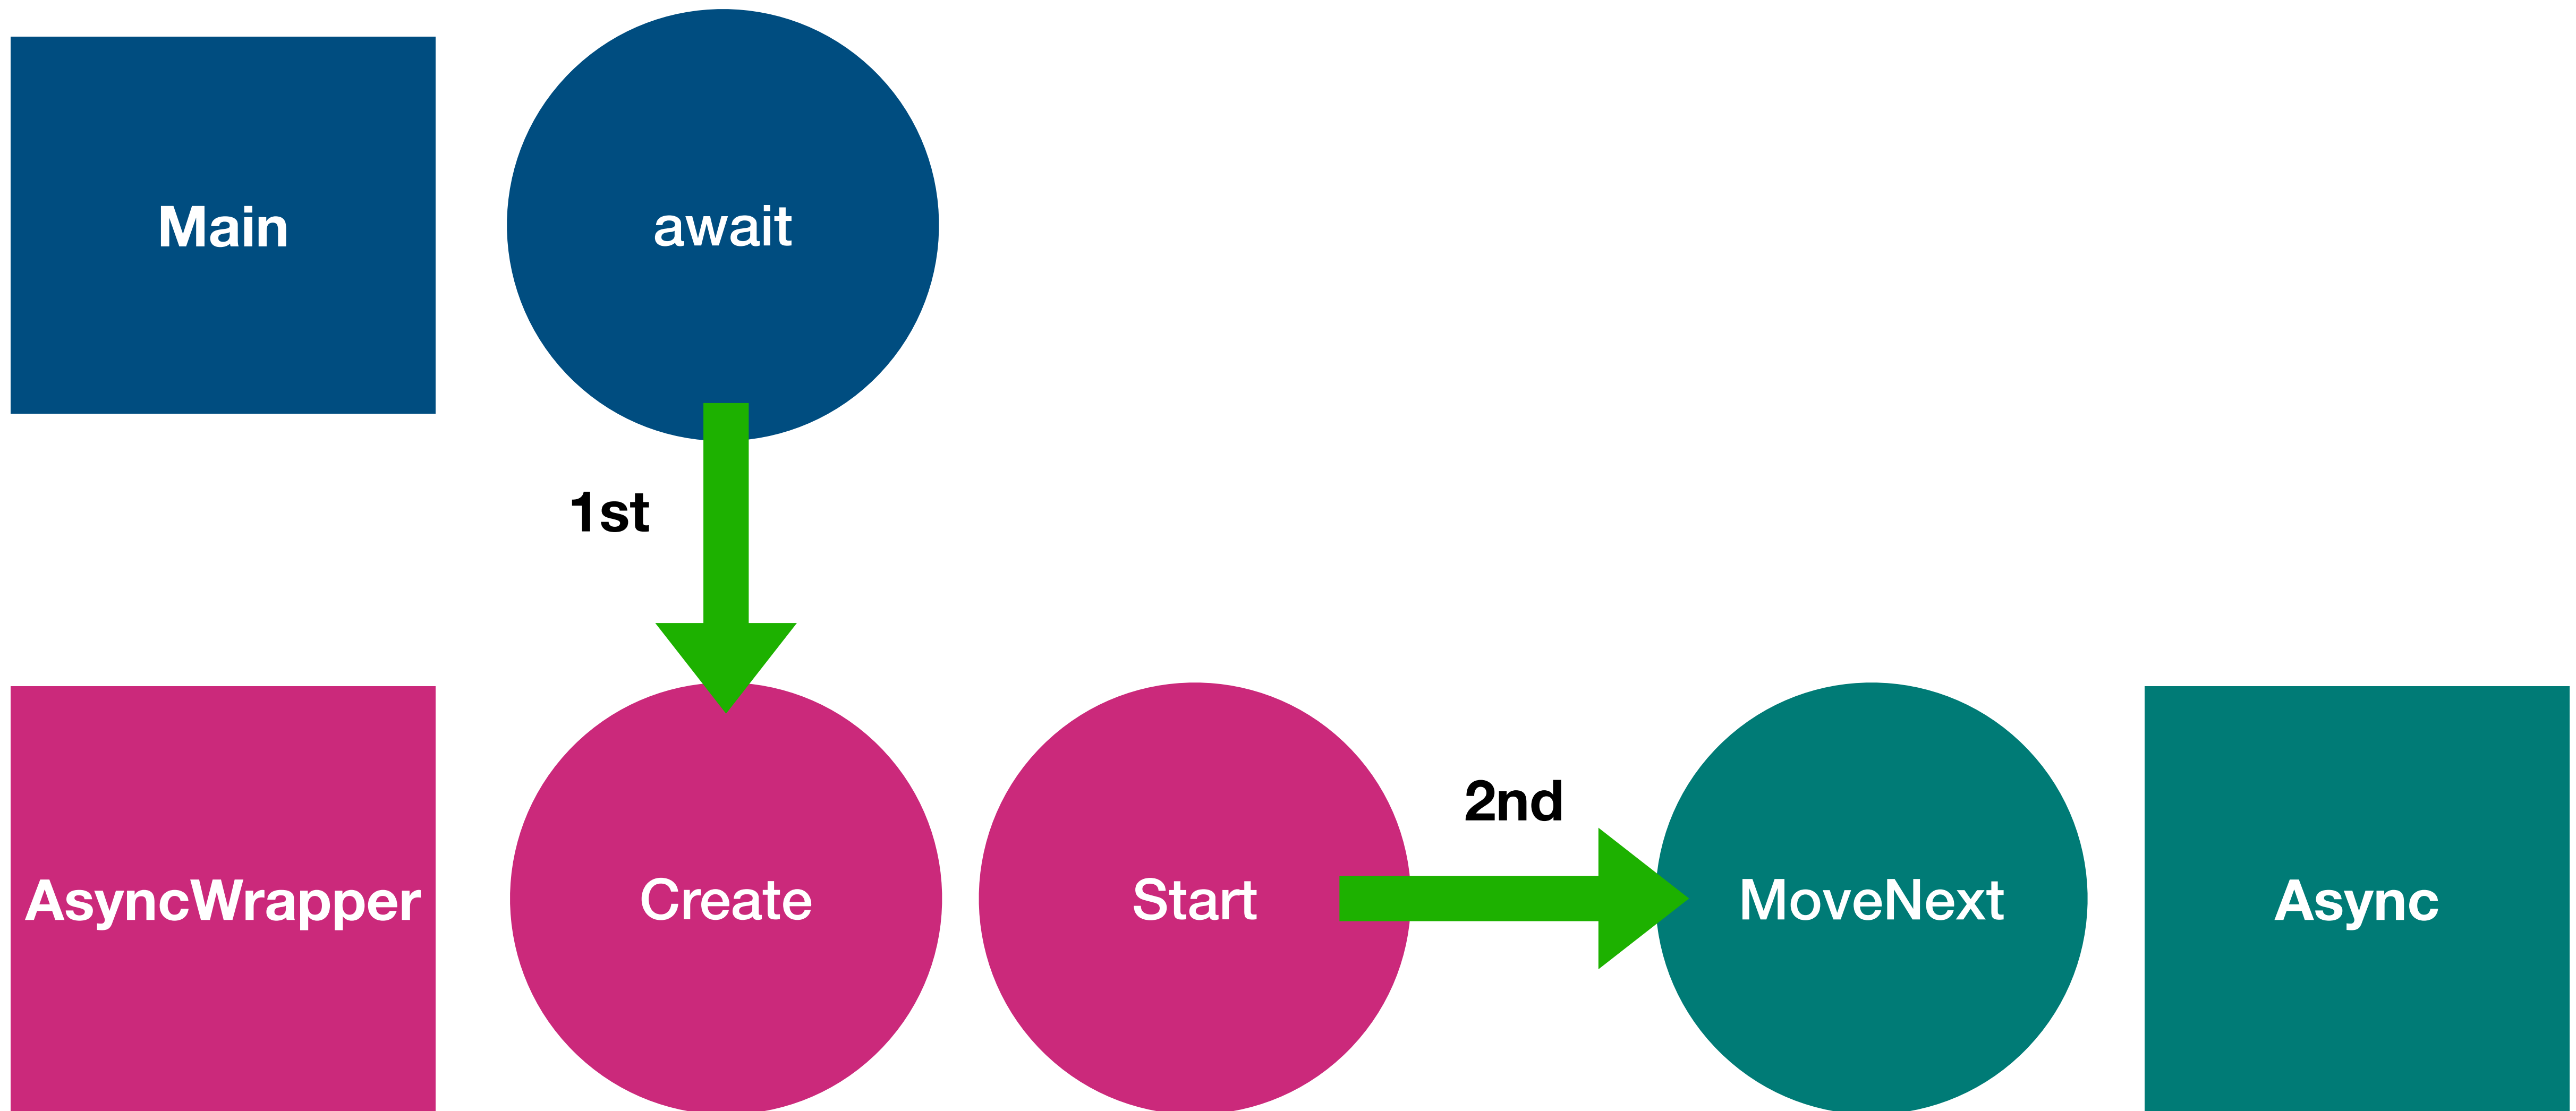 Main
await
1st
2nd
AsyncWrapper
Create
Start
MoveNext
Async